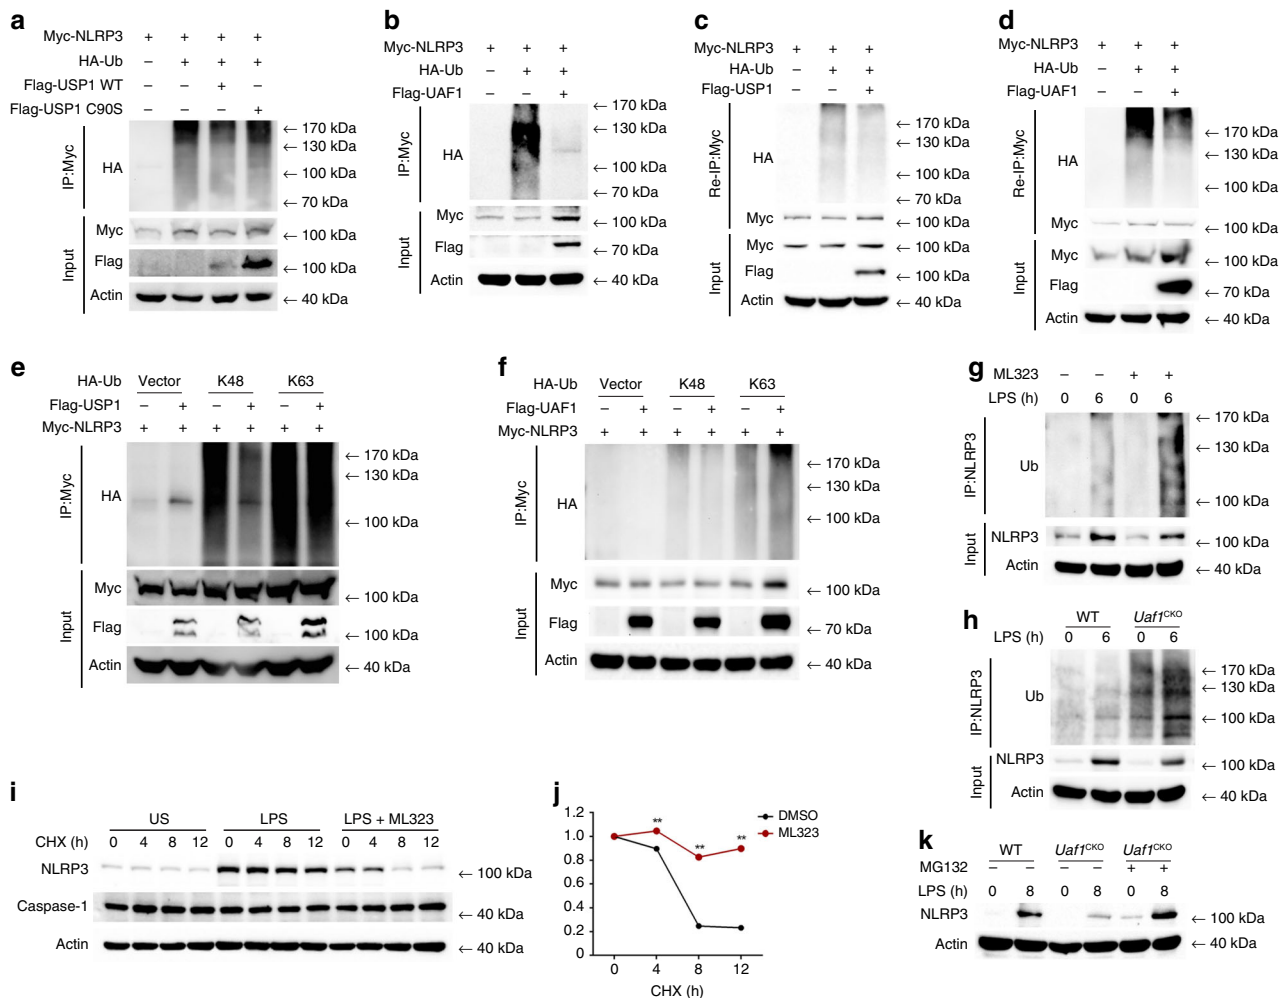 a
Myc-NLRP3 + + + +
HA-Ub – + + +
Flag-USP1 WT – – + –
Flag-USP1 C90S – – – +
IP:Myc
HA
← 170 kDa
← 130 kDa
← 100 kDa
← 70 kDa
Input
Myc ← 100 kDa
Flag ← 100 kDa
Actin ← 40 kDa
b
Myc-NLRP3 + + +
HA-Ub – + +
Flag-UAF1 – – +
IP:Myc
HA
← 170 kDa
← 130 kDa
← 100 kDa
← 70 kDa
Input
Myc ← 100 kDa
Flag ← 70 kDa
Actin ← 40 kDa
c
Myc-NLRP3 + + +
HA-Ub – + +
Flag-USP1 – – +
Re-IP:Myc
HA
← 170 kDa
← 130 kDa
← 100 kDa
← 70 kDa
Myc ← 100 kDa
Input
Myc ← 100 kDa
Flag ← 100 kDa
Actin ← 40 kDa
d
Myc-NLRP3 + + +
HA-Ub – + +
Flag-UAF1 – – +
Re-IP:Myc
HA
← 170 kDa
← 130 kDa
← 100 kDa
Myc ← 100 kDa
Input
Myc ← 100 kDa
Flag ← 70 kDa
Actin ← 40 kDa
e
HA-Ub Vector K48 K63
Flag-USP1 – + – + – +
Myc-NLRP3 + + + + + +
IP:Myc
HA
← 170 kDa
← 130 kDa
← 100 kDa
Input
Myc ← 100 kDa
Flag ← 100 kDa
Actin ← 40 kDa
f
HA-Ub Vector K48 K63
Flag-UAF1 – + – + – +
Myc-NLRP3 + + + + + +
IP:Myc
HA
← 170 kDa
← 130 kDa
← 100 kDa
Input
Myc ← 100 kDa
Flag ← 70 kDa
Actin ← 40 kDa
g
ML323 – – + +
LPS (h) 0 6 0 6
IP:NLRP3
Ub
← 170 kDa
← 130 kDa
← 100 kDa
Input
NLRP3 ← 100 kDa
Actin ← 40 kDa
h
WT Uaf1CKO
LPS (h) 0 6 0 6
IP:NLRP3
Ub
← 170 kDa
← 130 kDa
← 100 kDa
Input
NLRP3 ← 100 kDa
Actin ← 40 kDa
i
US LPS LPS + ML323
CHX (h) 0 4 8 12 0 4 8 12 0 4 8 12
NLRP3 ← 100 kDa
Caspase-1 ← 40 kDa
Actin ← 40 kDa
j
1.2
1.0
0.8
0.6
0.4
0.2
0
DMSO
ML323
** ** **
0 4 8 12
CHX (h)
k
WT Uaf1CKO Uaf1CKO
MG132 – – – – + +
LPS (h) 0 8 0 8 0 8
NLRP3 ← 100 kDa
Actin ← 40 kDa